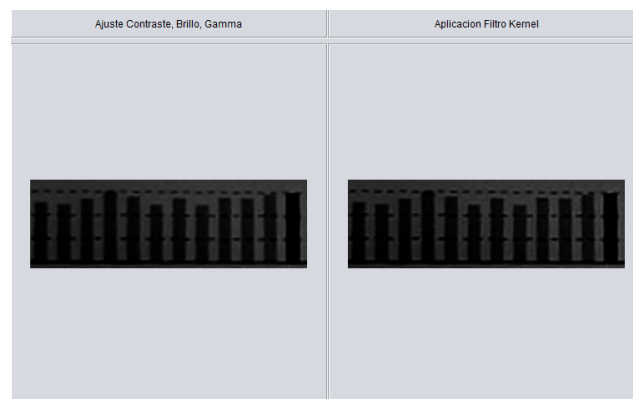 Ajuste Contraste, Brillo, Gamma
Aplicacion Filtro Kernel